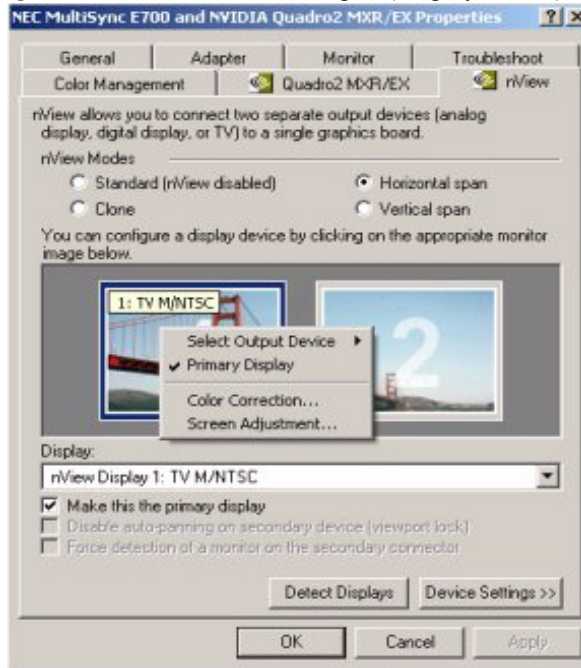 NEC MultiSync E700 and NVIDIA Quadro2 MXR/EX Properties
General Adapter Monitor Troubleshoot
Color Management Quadro2 MXR/EX nView
nView allows you to connect two separate output devices (analog
display, digital display, or TV) to a single graphics board.
nView Modes
Standard (nView disabled) Horizontal span
Clone Vertical span
You can configure a display device by clicking on the appropriate monitor
image below.
1: TV M/NTSC
2
Select Output Device
Primary Display
Color Correction...
Screen Adjustment...
Display:
nView Display 1: TV M/NTSC
Make this the primary display
Disable auto-panning on secondary device (viewport lock)
Force detection of a monitor on the secondary connector
Detect Displays Device Settings >>
OK Cancel Apply